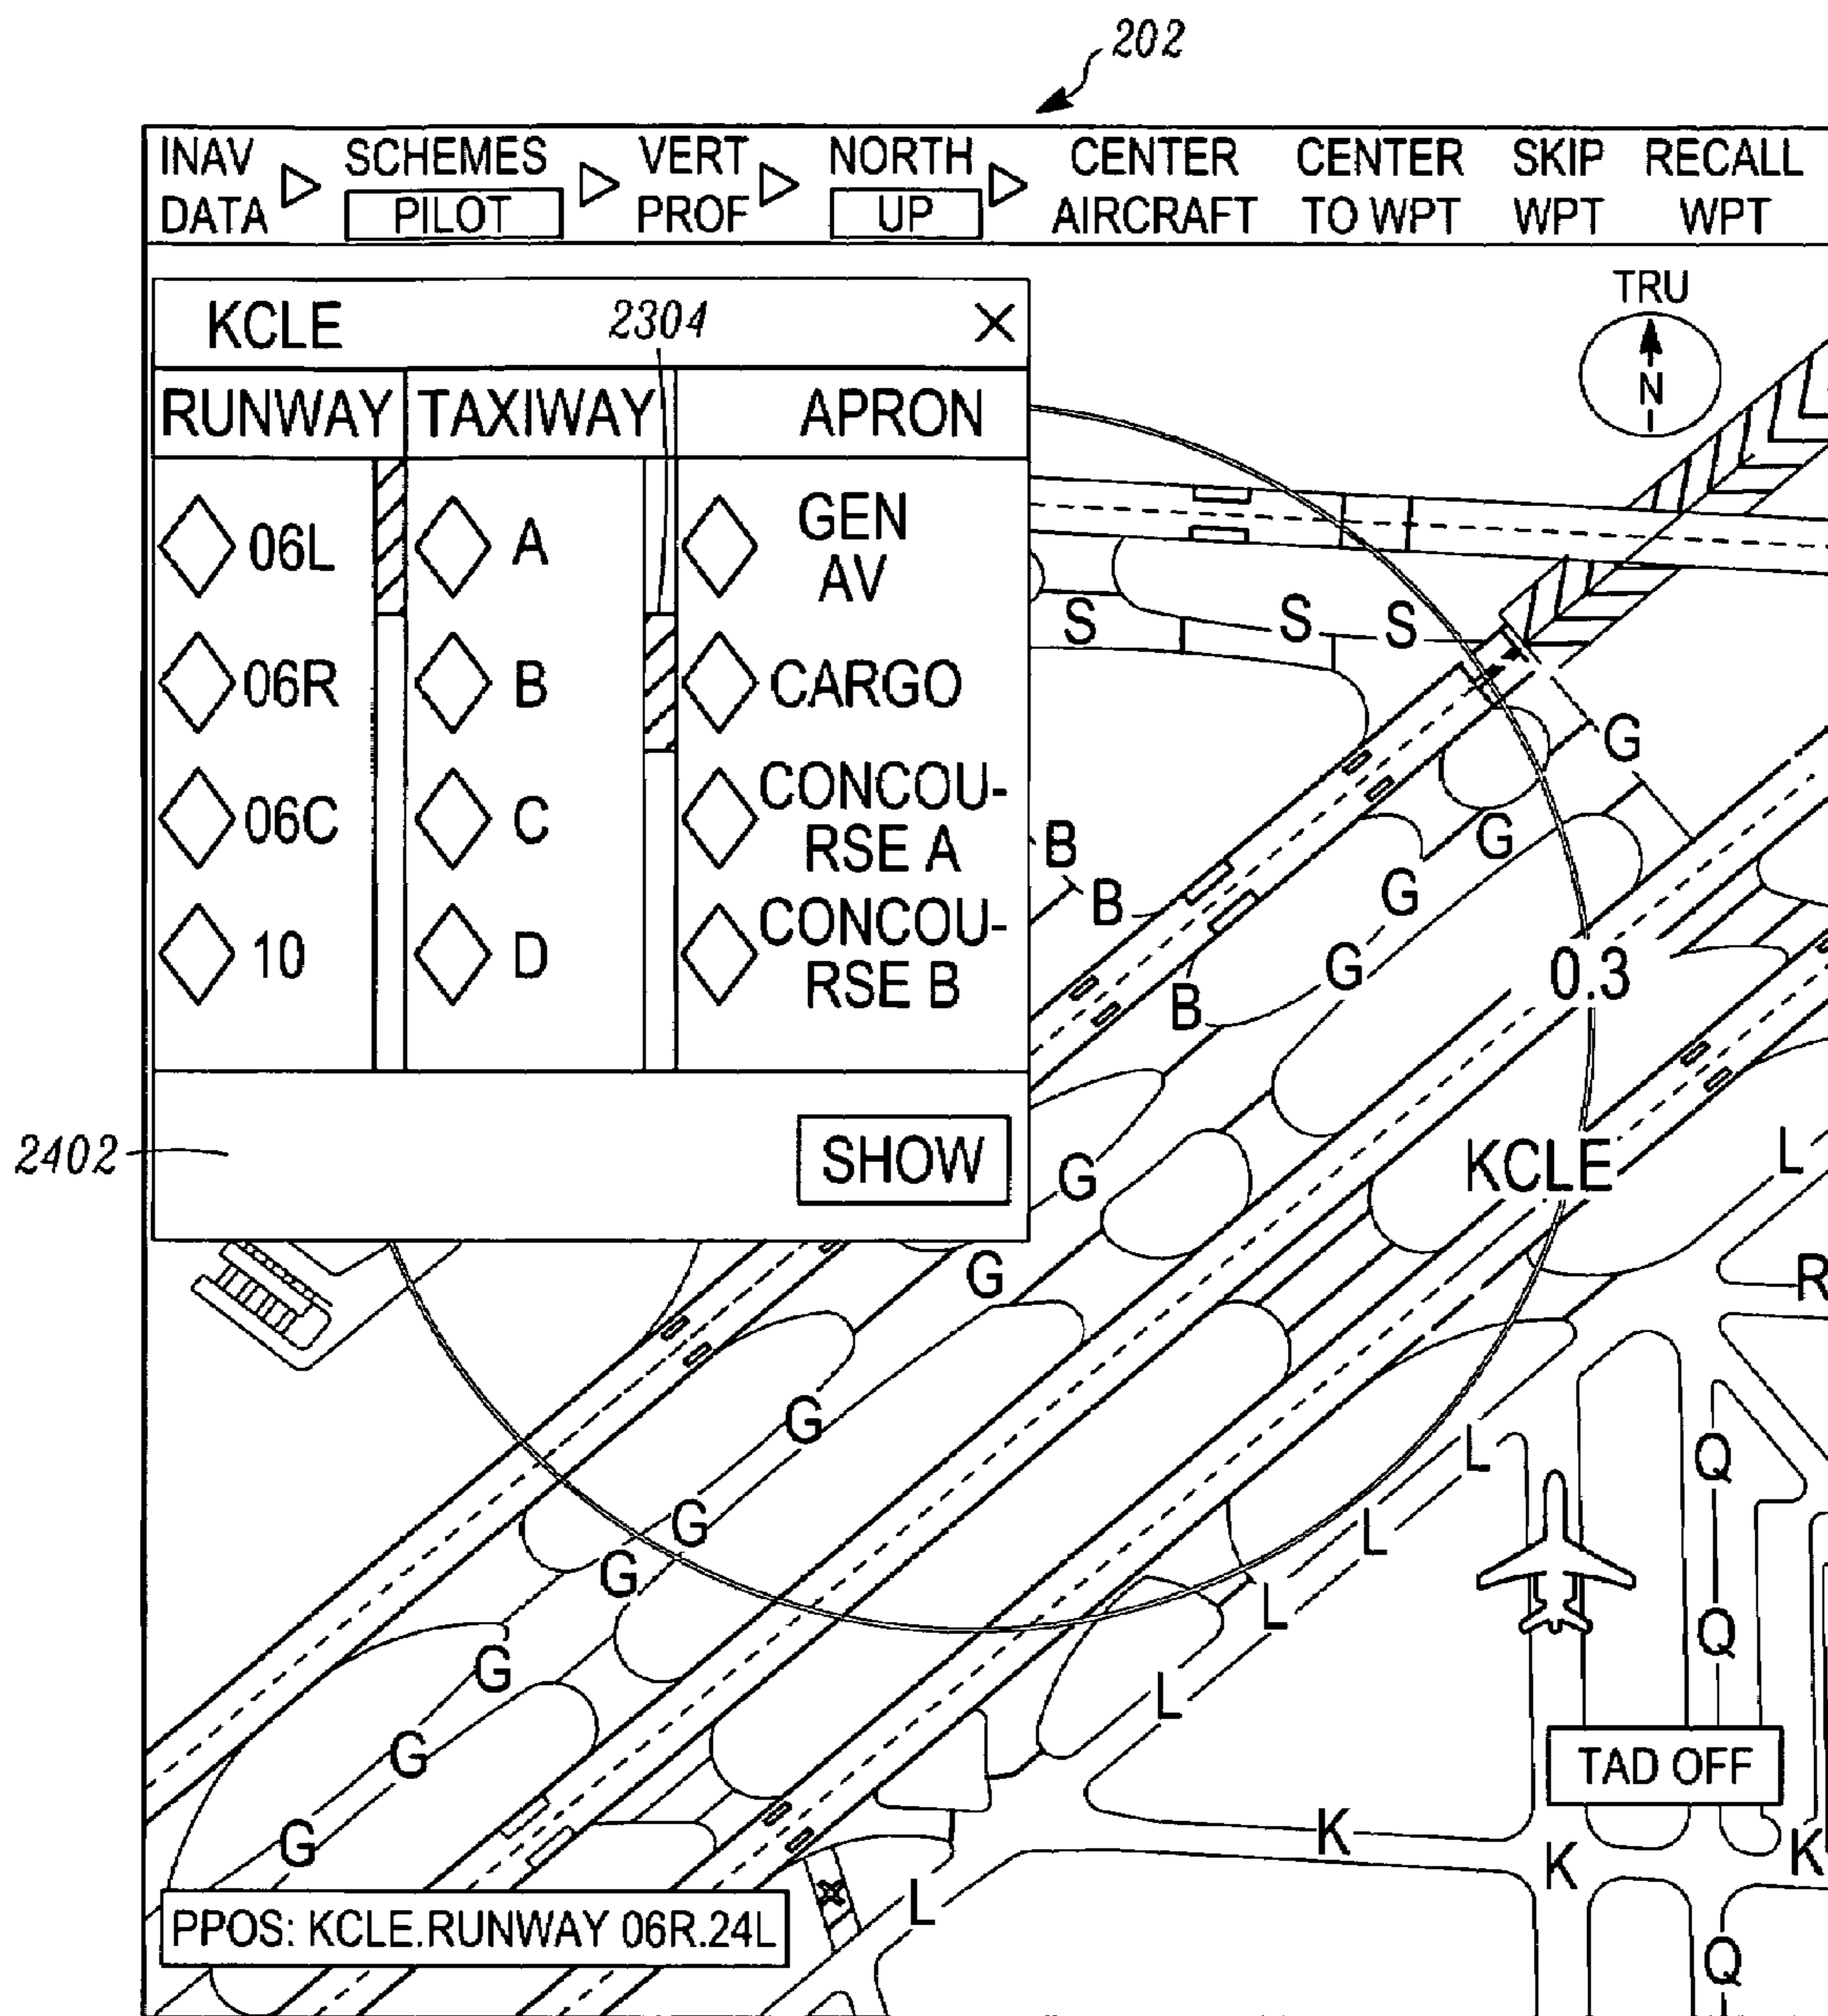 202
INAV DATA
SCHEMES PILOT
VERT PROF
NORTH UP
CENTER AIRCRAFT
CENTER TO WPT
SKIP WPT
RECALL WPT
TRU
N
KCLE
2304
RUNWAY TAXIWAY APRON
06L A GEN AV
06R B CARGO
06C C CONCOU-
RSE A
10 D CONCOU-
RSE B
SHOW
2402
S S S
G
B G
B G
G 0.3
B
KCLE
L
G
G
R
G
L Q
G L
G L
Q
G L
G
TAD OFF
G K K K
L
PPOS: KCLE.RUNWAY 06R.24L
Q